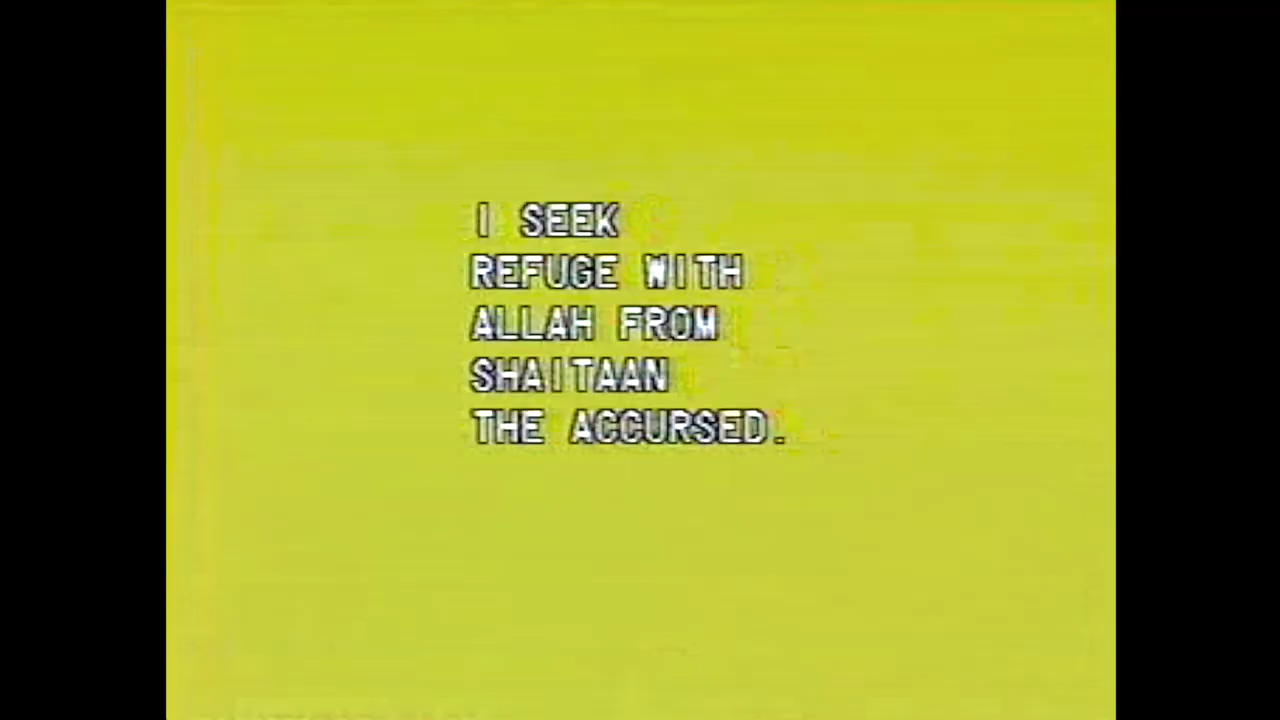 I SEEK
REFUGE WITH
ALLAH FROM
SHAITAAN
THE ACCURSED.